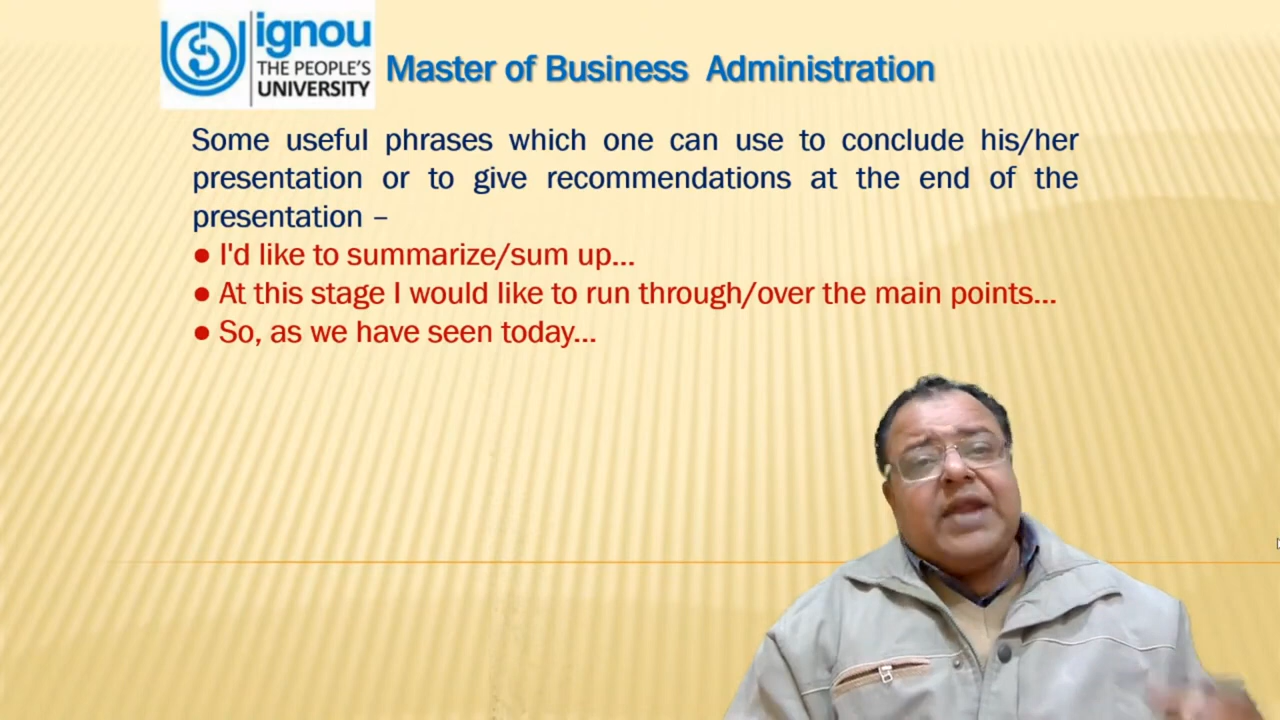 ignou
THE PEOPLE'S
UNIVERSITY
Master of Business Administration
Some useful phrases which one can use to conclude his/her
presentation or to give recommendations at the end of the
presentation –
● I'd like to summarize/sum up...
● At this stage I would like to run through/over the main points...
● So, as we have seen today...